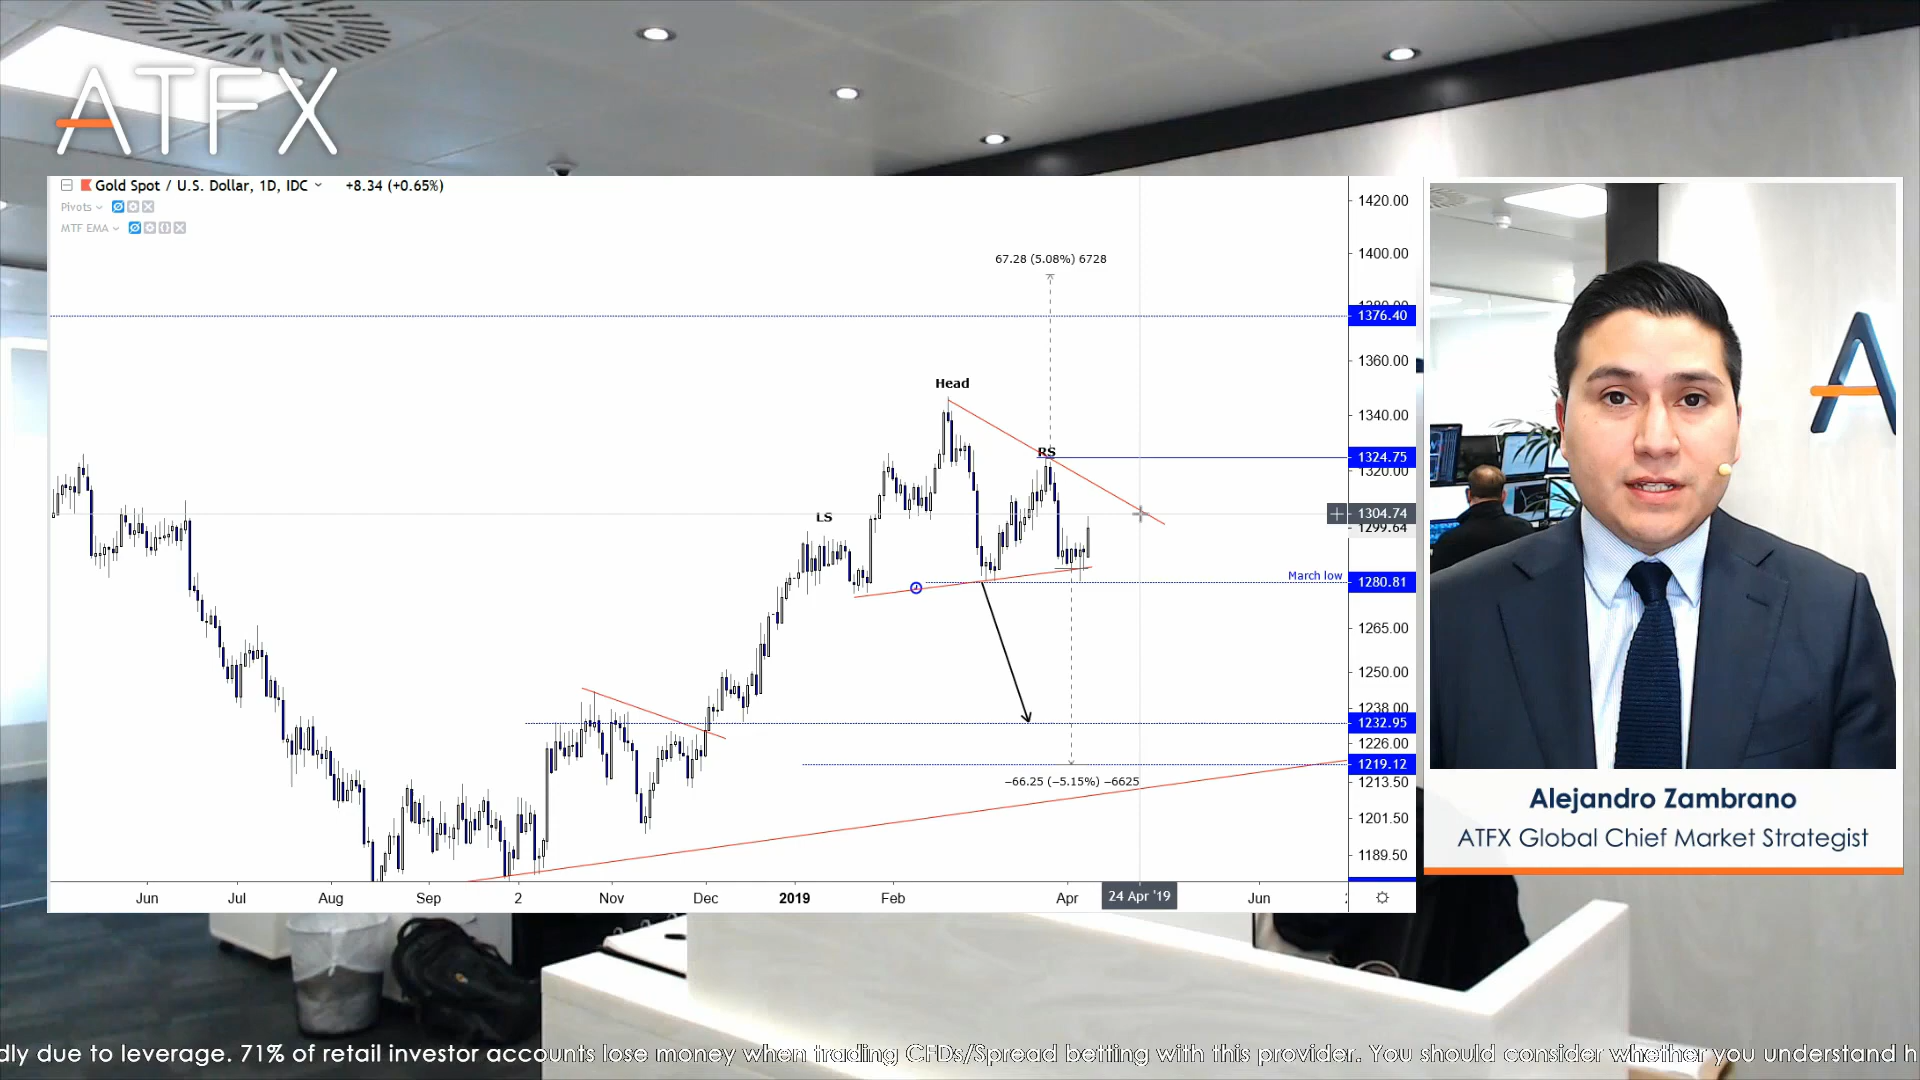 ATFX
Gold Spot / U.S. Dollar, 1D, IDC +8.34 (+0.65%)
Pivots
MTF EMA
67.28 (5.08%) 6728
Head
RS
LS
March low
−66.25 (−5.15%) −6625
1420.00
1400.00
1380.00
1376.40
1360.00
1340.00
1324.75
1320.00
1304.74
1299.64
1280.81
1265.00
1250.00
1238.00
1232.95
1226.00
1219.12
1213.50
1201.50
1189.50
Jun Jul Aug Sep 2 Nov Dec 2019 Feb Apr 24 Apr '19 Jun
A
Alejandro Zambrano
ATFX Global Chief Market Strategist
dly due to leverage. 71% of retail investor accounts lose money when trading CFDs/Spread betting with this provider. You should consider whether you understand h